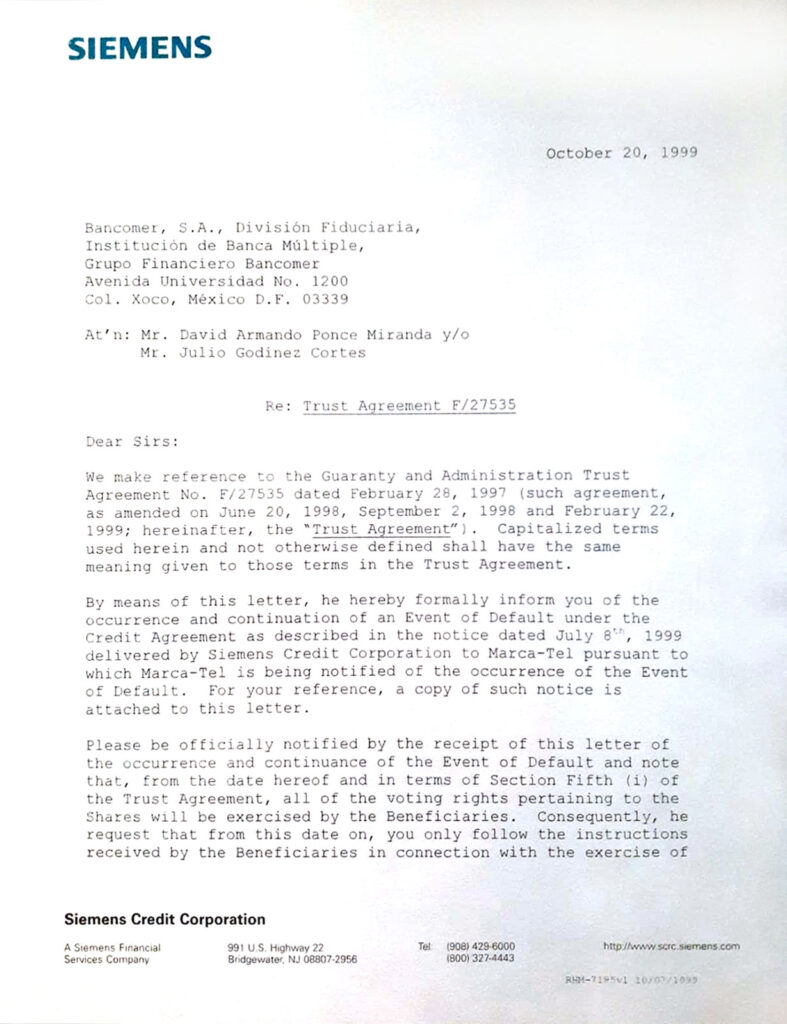 SIEMENS
October 20, 1999
Bancomer, S.A., División Fiduciaria,
Institución de Banca Múltiple,
Grupo Financiero Bancomer
Avenida Universidad No. 1200
Col. Xoco, México D.F. 03339
At'n: Mr. David Armando Ponce Miranda y/o
Mr. Julio Godinez Cortes
Re: Trust Agreement F/27535
Dear Sirs:
We make reference to the Guaranty and Administration Trust
Agreement No. F/27535 dated February 28, 1997 (such agreement,
as amended on June 20, 1998, September 2, 1998 and February 22,
1999; hereinafter, the "Trust Agreement"). Capitalized terms
used herein and not otherwise defined shall have the same
meaning given to those terms in the Trust Agreement.
By means of this letter, he hereby formally inform you of the
occurrence and continuation of an Event of Default under the
Credit Agreement as described in the notice dated July 8th, 1999
delivered by Siemens Credit Corporation to Marca-Tel pursuant to
which Marca-Tel is being notified of the occurrence of the Event
of Default. For your reference, a copy of such notice is
attached to this letter.
Please be officially notified by the receipt of this letter of
the occurrence and continuance of the Event of Default and note
that, from the date hereof and in terms of Section Fifth (i) of
the Trust Agreement, all of the voting rights pertaining to the
Shares will be exercised by the Beneficiaries. Consequently, he
request that from this date on, you only follow the instructions
received by the Beneficiaries in connection with the exercise of
Siemens Credit Corporation
A Siemens Financial
Services Company
991 U.S. Highway 22
Bridgewater, NJ 08807-2956
Tel: (908) 429-6000
(800) 327-4443
http://www.scrc.siemens.com
10/07/1999